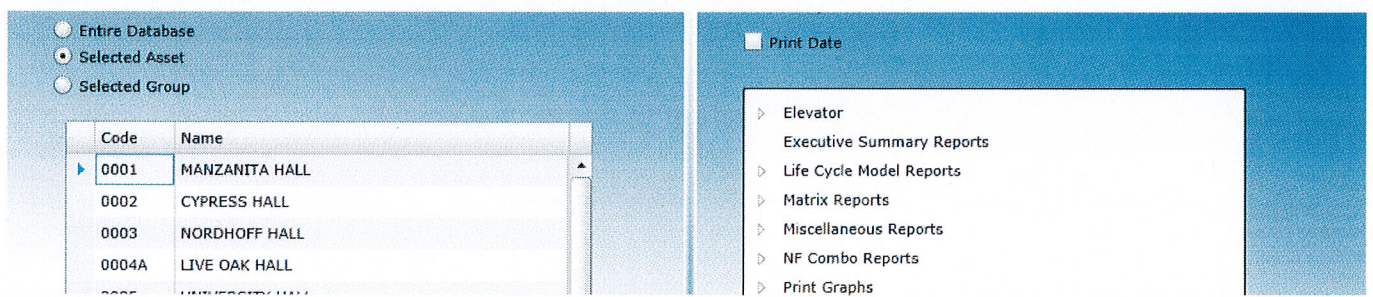 Entire Database
Selected Asset
Selected Group
Code Name
0001 MANZANITA HALL
0002 CYPRESS HALL
0003 NORDHOFF HALL
0004A LIVE OAK HALL
Print Date
Elevator
Executive Summary Reports
Life Cycle Model Reports
Matrix Reports
Miscellaneous Reports
NF Combo Reports
Print Graphs